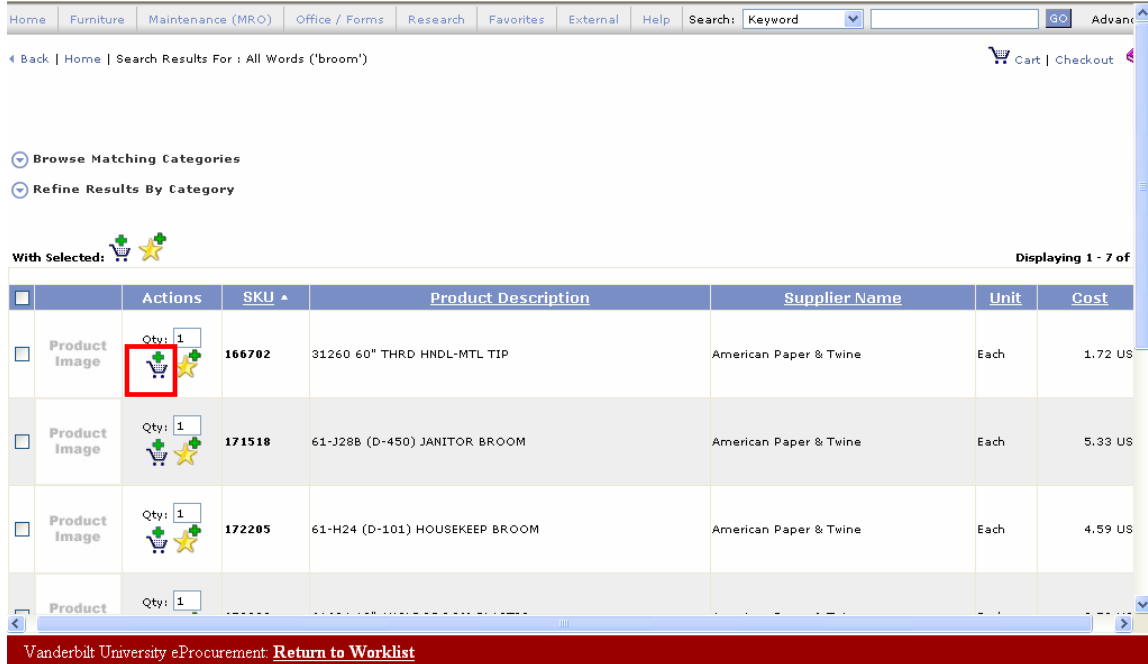 Home Furniture Maintenance (MRO) Office / Forms Research Favorites External Help Search: Keyword GO Advanc
Back | Home | Search Results For : All Words ('broom') Cart | Checkout
Browse Matching Categories
Refine Results By Category
With Selected: Displaying 1 - 7 of
Actions SKU Product Description Supplier Name Unit Cost
Product Image Qty: 1 166702 31260 60" THRD HNDL-MTL TIP American Paper & Twine Each 1.72 US
Product Image Qty: 1 171518 61-J28B (D-450) JANITOR BROOM American Paper & Twine Each 5.33 US
Product Image Qty: 1 172205 61-H24 (D-101) HOUSEKEEP BROOM American Paper & Twine Each 4.59 US
Product Qty: 1
Vanderbilt University eProcurement: Return to Worklist